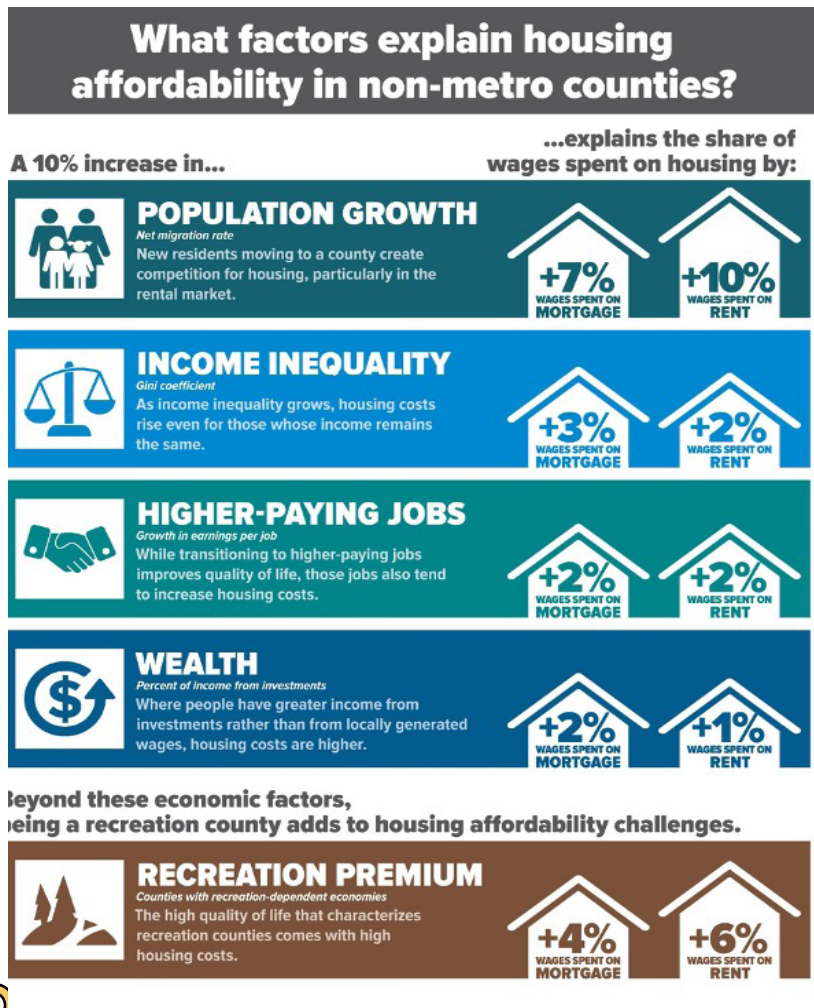 What factors explain housing
affordability in non-metro counties?
...explains the share of
A 10% increase in...
wages spent on housing by:
POPULATION GROWTH
Net migration rate
New residents moving to a county create
competition for housing, particularly in the
rental market.
+7%
WAGES SPENT ON
MORTGAGE
+10%
WAGES SPENT ON
RENT
INCOME INEQUALITY
Gini coefficient
As income inequality grows, housing costs
rise even for those whose income remains
the same.
+3%
WAGES SPENT ON
MORTGAGE
+2%
WAGES SPENT ON
RENT
HIGHER-PAYING JOBS
Growth in earnings per job
While transitioning to higher-paying jobs
improves quality of life, those jobs also tend
to increase housing costs.
+2%
WAGES SPENT ON
MORTGAGE
+2%
WAGES SPENT ON
RENT
WEALTH
Percent of income from investments
Where people have greater income from
investments rather than from locally generated
wages, housing costs are higher.
+2%
WAGES SPENT ON
MORTGAGE
+1%
WAGES SPENT ON
RENT
Beyond these economic factors,
being a recreation county adds to housing affordability challenges.
RECREATION PREMIUM
Counties with recreation-dependent economies
The high quality of life that characterizes
recreation counties comes with high
housing costs.
+4%
WAGES SPENT ON
MORTGAGE
+6%
WAGES SPENT ON
RENT